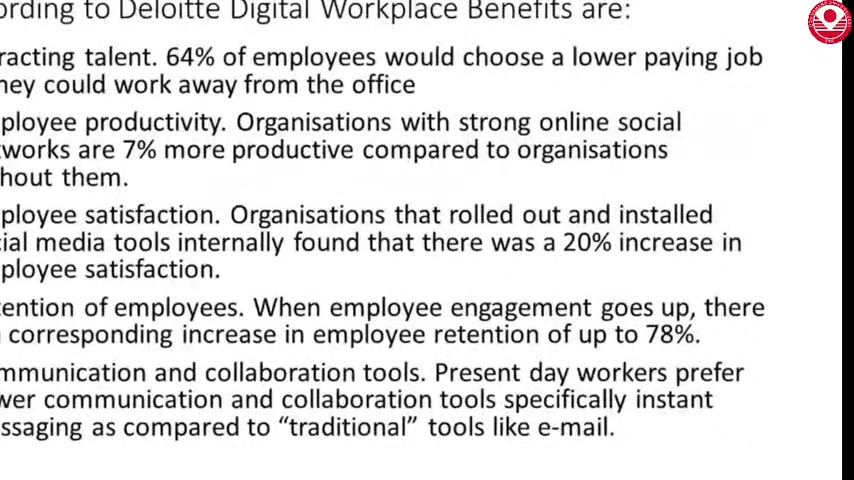 ording to Deloitte Digital Workplace Benefits are:
racting talent. 64% of employees would choose a lower paying job
hey could work away from the office
ployee productivity. Organisations with strong online social
tworks are 7% more productive compared to organisations
hout them.
ployee satisfaction. Organisations that rolled out and installed
cial media tools internally found that there was a 20% increase in
ployee satisfaction.
tention of employees. When employee engagement goes up, there
corresponding increase in employee retention of up to 78%.
mmunication and collaboration tools. Present day workers prefer
wer communication and collaboration tools specifically instant
ssaging as compared to “traditional” tools like e-mail.